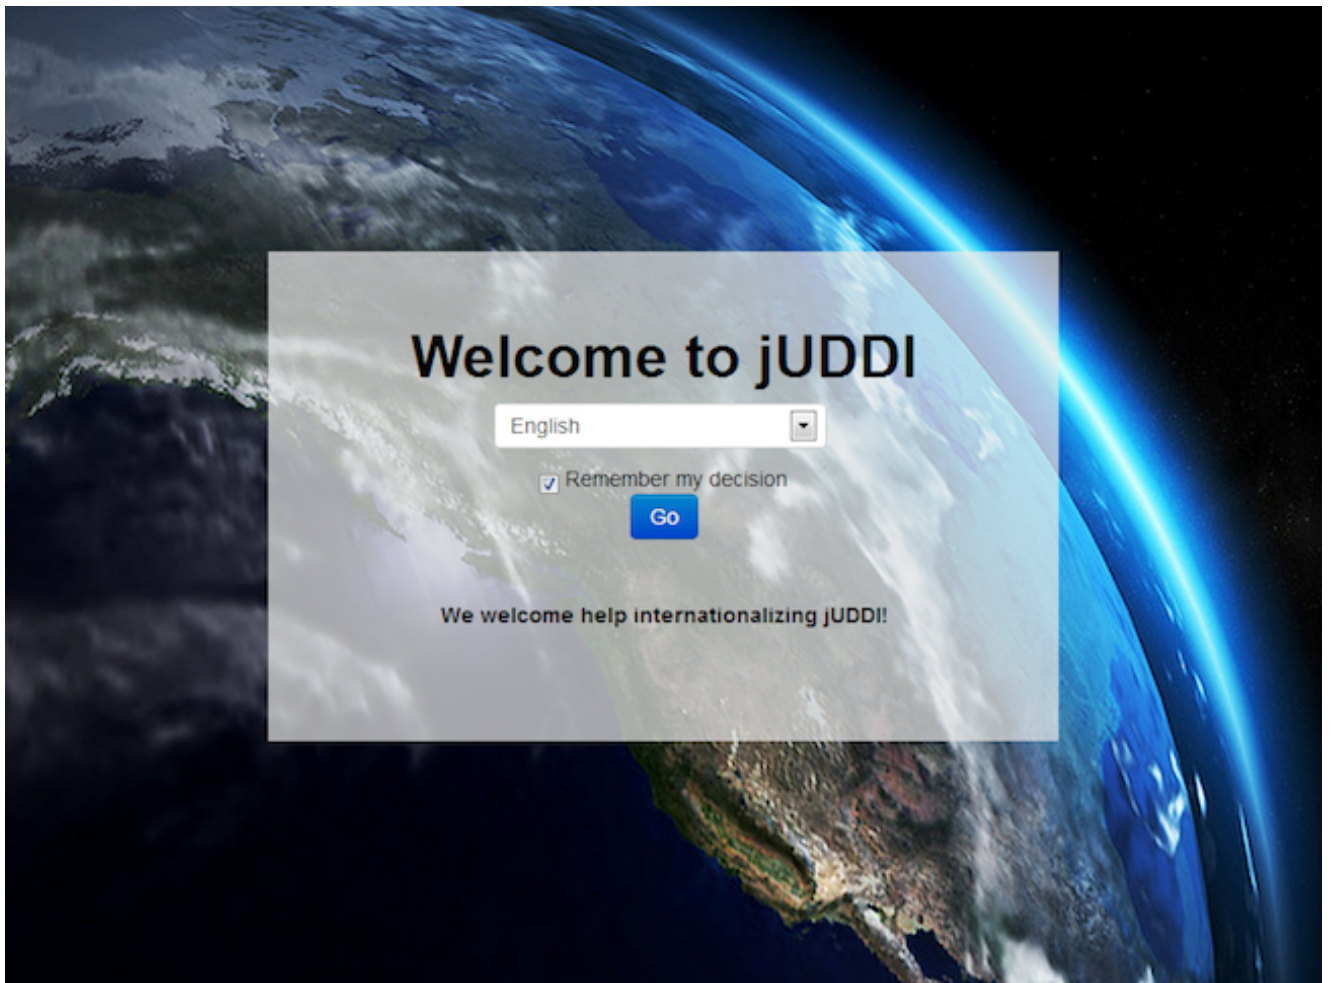 Welcome to jUDDI
English
Remember my decision
Go
We welcome help internationalizing jUDDI!